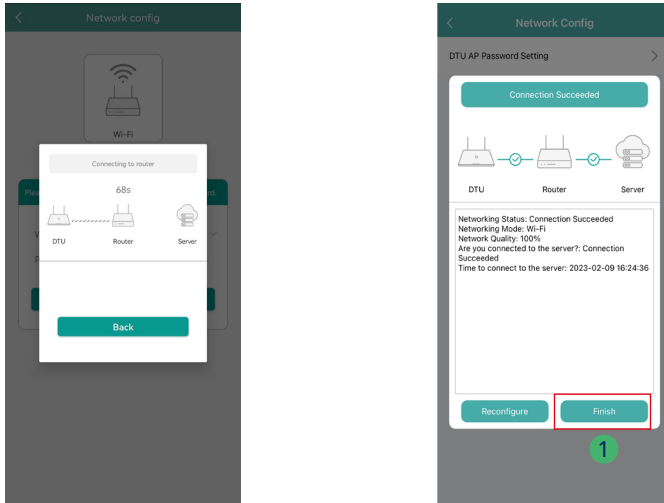 Network config
Wi-Fi
Connecting to router
68s
DTU
Router
Server
Back
Network Config
DTU AP Password Setting
Connection Succeeded
DTU
Router
Server
Networking Status: Connection Succeeded
Networking Mode: Wi-Fi
Network Quality: 100%
Are you connected to the server?: Connection
Succeeded
Time to connect to the server: 2023-02-09 16:24:36
Reconfigure
Finish
1